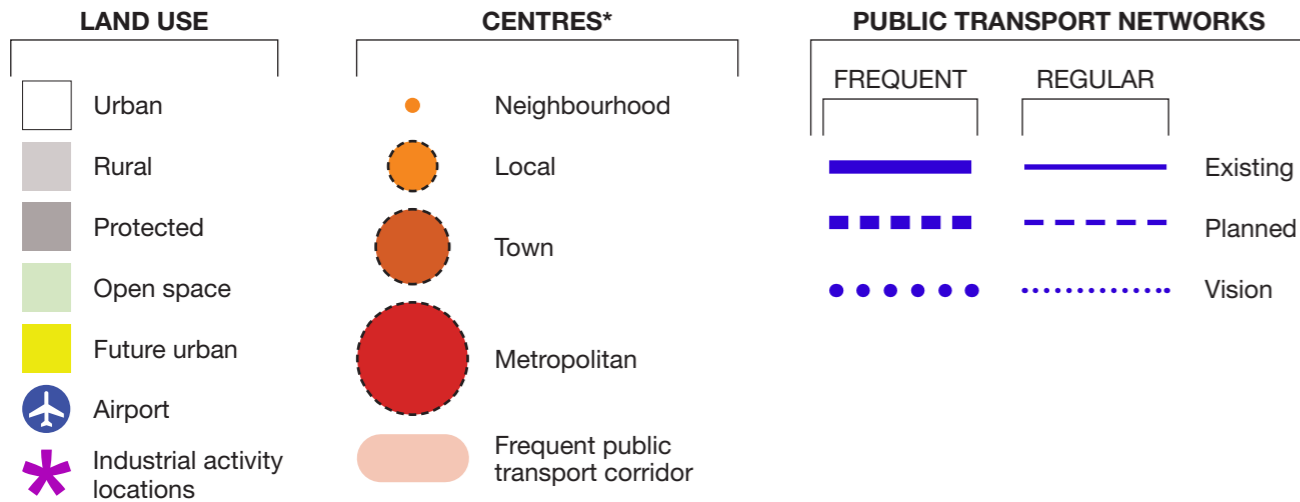 LAND USE
Urban
Rural
Protected
Open space
Future urban
Airport
Industrial activity
locations
CENTRES*
Neighbourhood
Local
Town
Metropolitan
Frequent public
transport corridor
PUBLIC TRANSPORT NETWORKS
FREQUENT
REGULAR
Existing
Planned
Vision